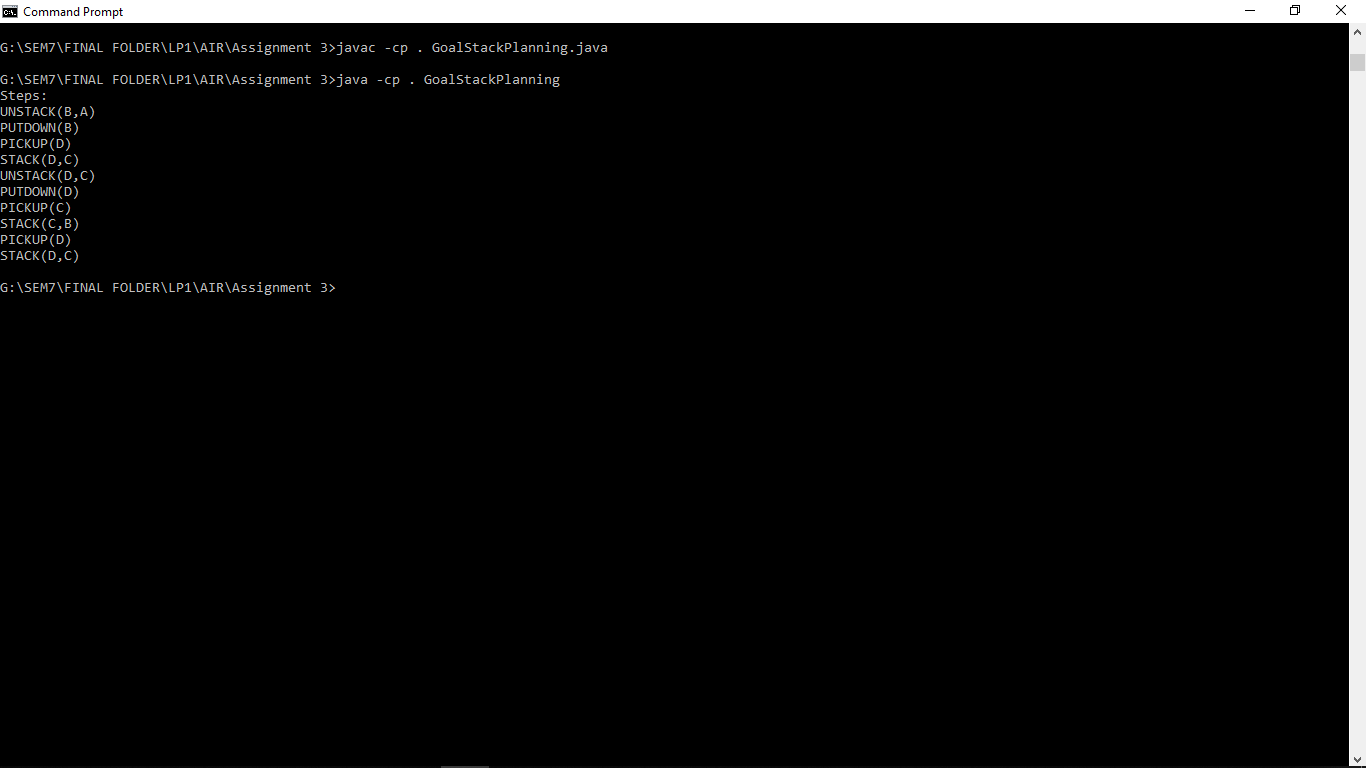 Command Prompt
G:\SEM7\FINAL FOLDER\LP1\AIR\Assignment 3>javac -cp . GoalStackPlanning.java
G:\SEM7\FINAL FOLDER\LP1\AIR\Assignment 3>java -cp . GoalStackPlanning
Steps:
UNSTACK(B,A)
PUTDOWN(B)
PICKUP(D)
STACK(D,C)
UNSTACK(D,C)
PUTDOWN(D)
PICKUP(C)
STACK(C,B)
PICKUP(D)
STACK(D,C)
G:\SEM7\FINAL FOLDER\LP1\AIR\Assignment 3>